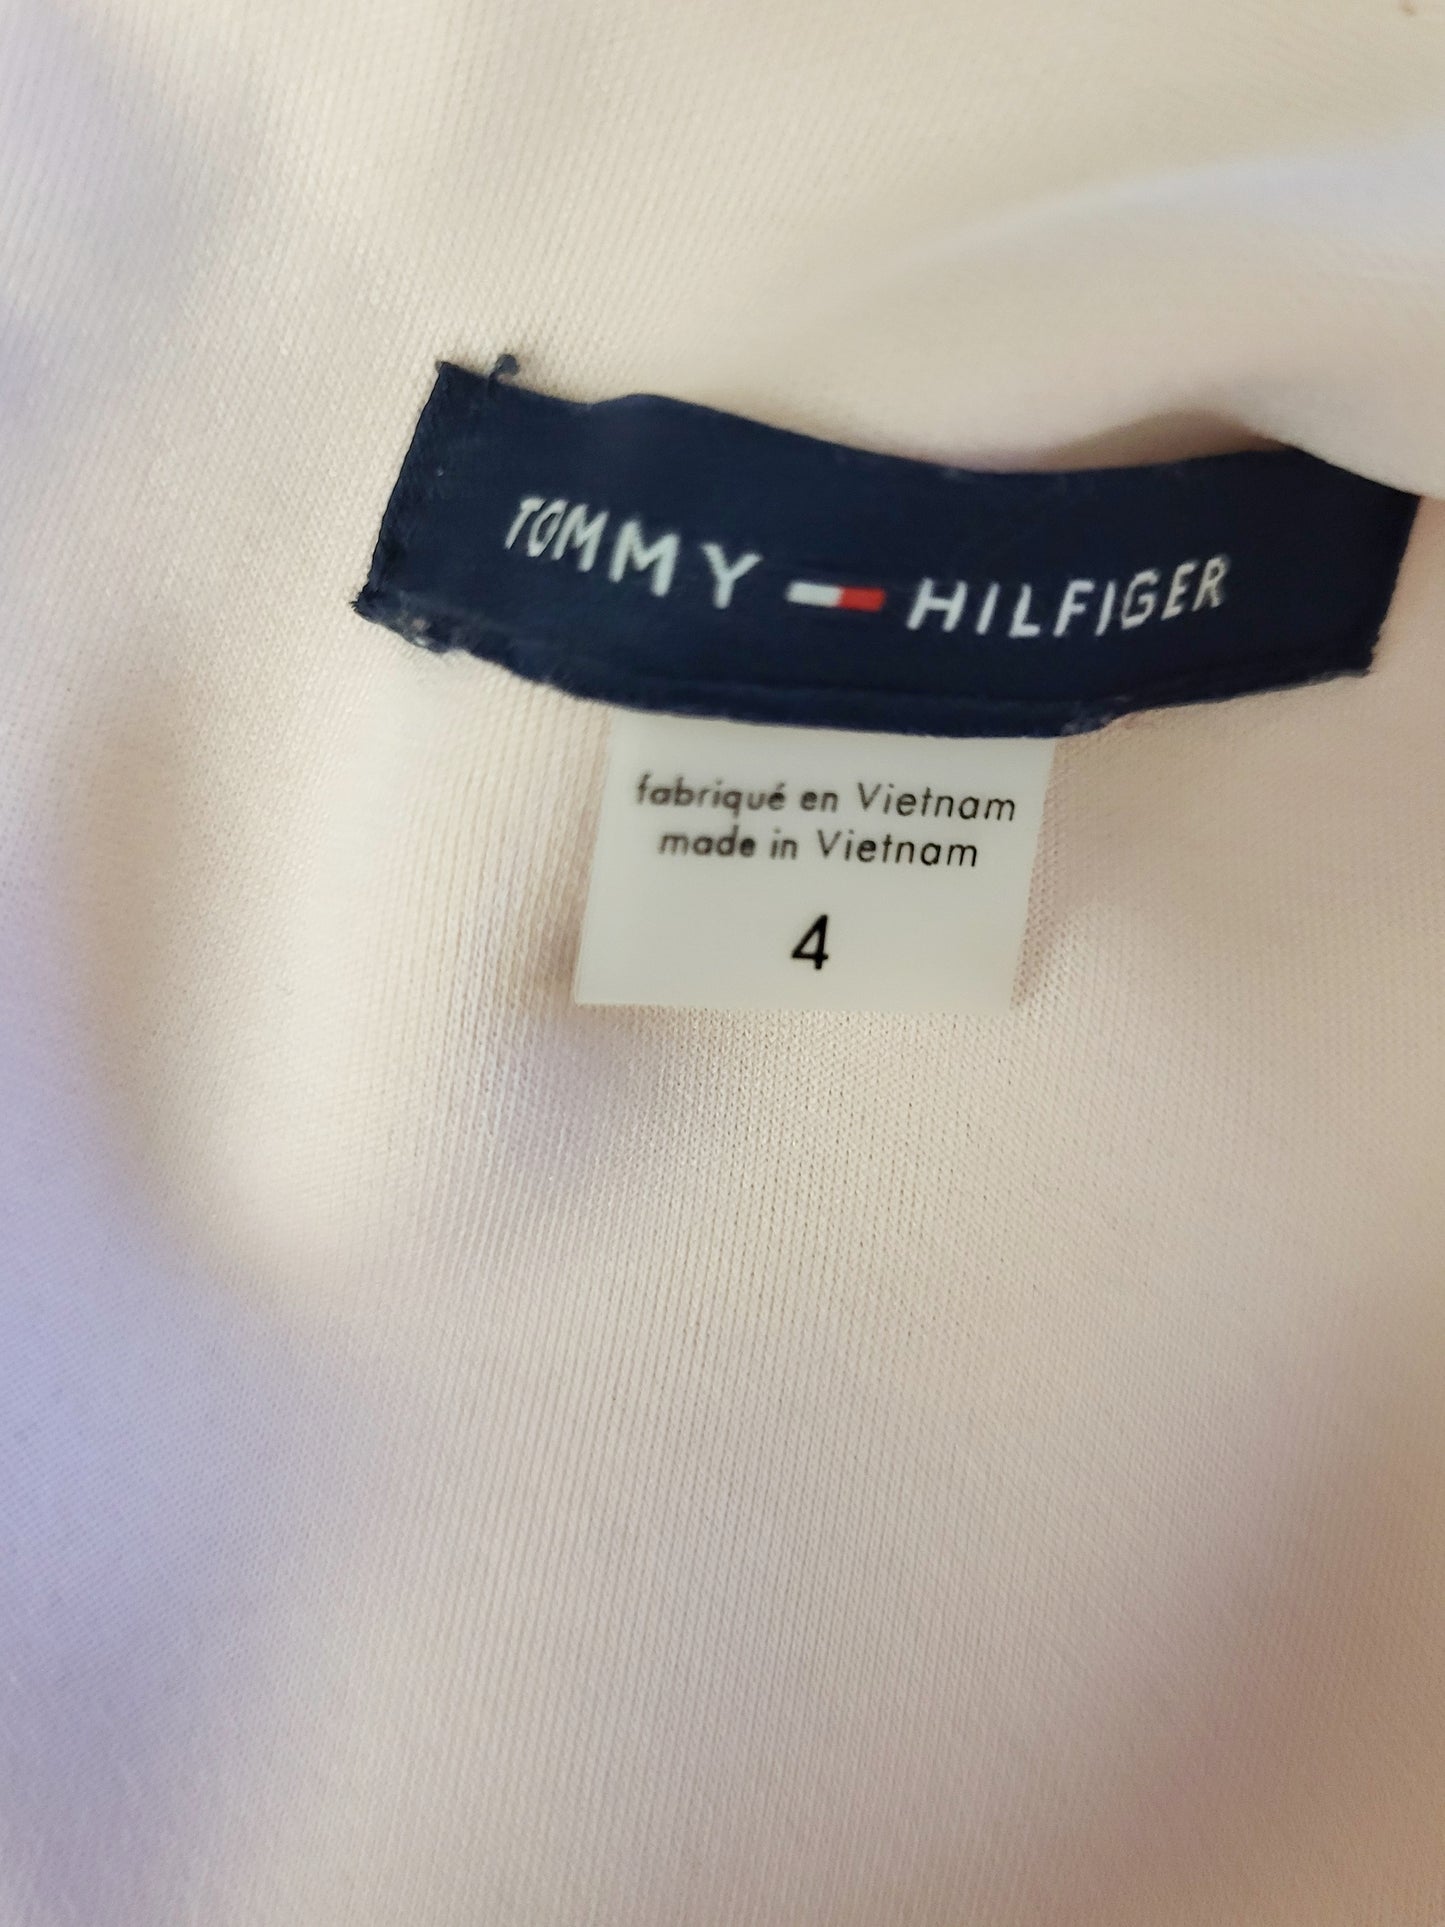 TOMMY HILFIGER
fabriqué en Vietnam
made in Vietnam
4